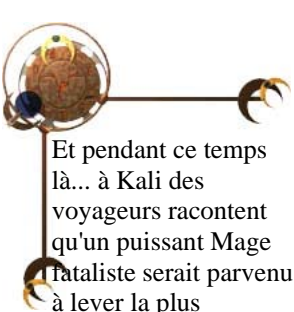 Et pendant ce temps
là... à Kali des
voyageurs racontent
qu'un puissant Mage
fataliste serait parvenu
à lever la plus